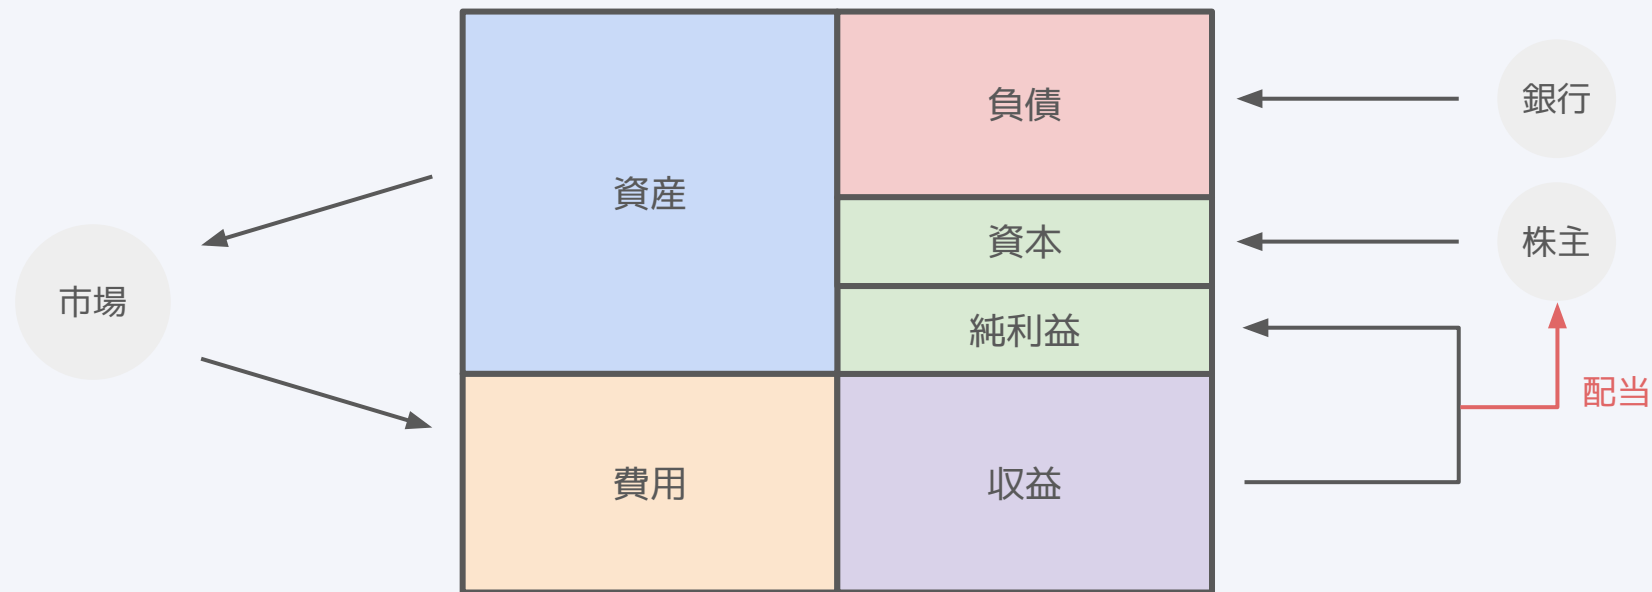 市場
資産
費用
負債
資本
純利益
収益
銀行
株主
配当